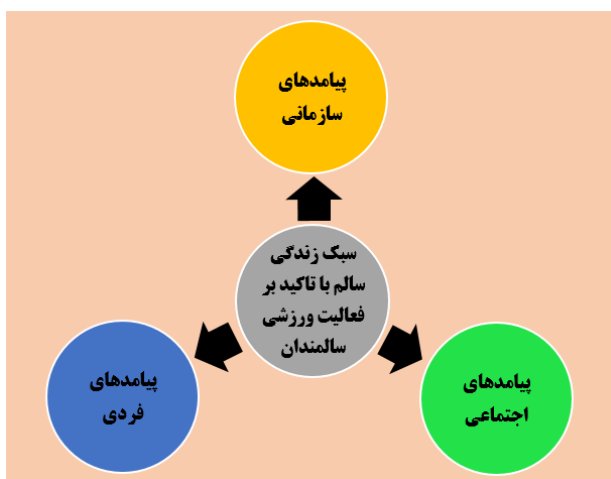 پیامدهای
سازمانی
سبک زندگی
سالم با تاکید بر
فعالیت ورزشی
سالمندان
پیامدهای
اجتماعی
پیامدهای
فردی